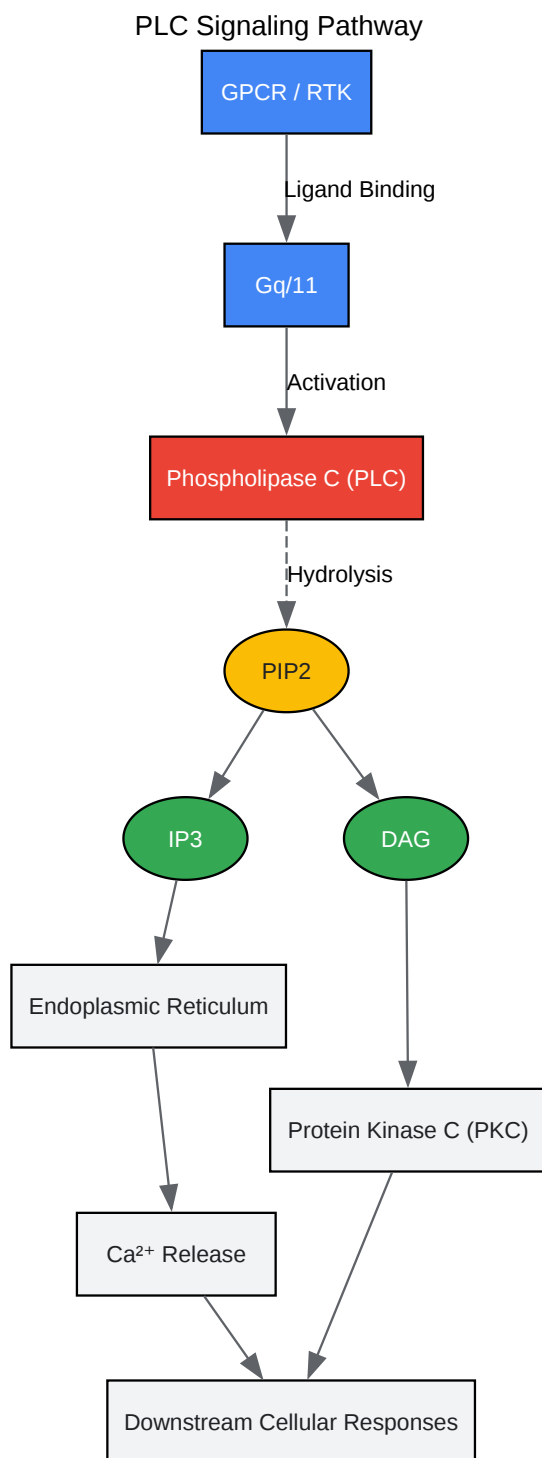 PLC Signaling Pathway
GPCR / RTK
Ligand Binding
Gq/11
Activation
Phospholipase C (PLC)
Hydrolysis
PIP2
IP3
DAG
Endoplasmic Reticulum
Protein Kinase C (PKC)
Ca²⁺ Release
Downstream Cellular Responses